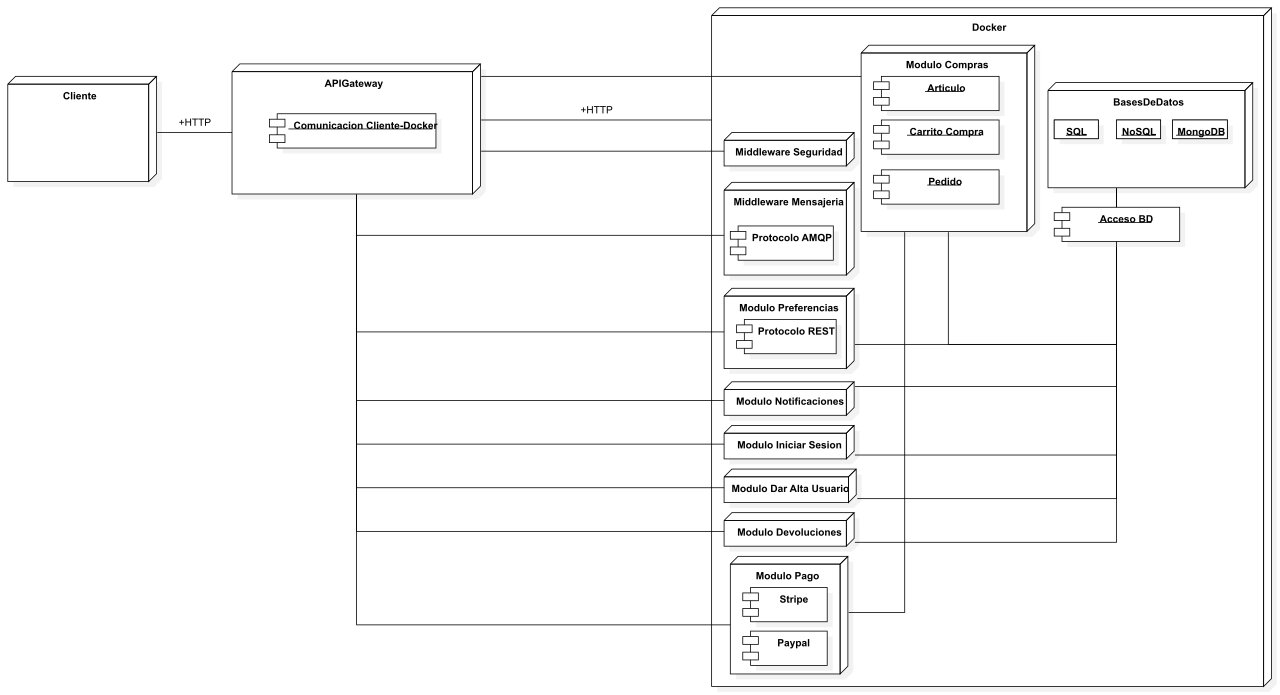 Docker
Modulo Compras
Cliente
APIGateway
Articulo
BasesDeDatos
+HTTP
Comunicacion Cliente-Docker
+HTTP
Carrito Compra
SQL
NoSQL
MongoDB
Middleware Seguridad
Pedido
Middleware Mensajeria
Acceso BD
Protocolo AMQP
Modulo Preferencias
Protocolo REST
Modulo Notificaciones
Modulo Iniciar Sesion
Modulo Dar Alta Usuario
Modulo Devoluciones
Modulo Pago
Stripe
Paypal